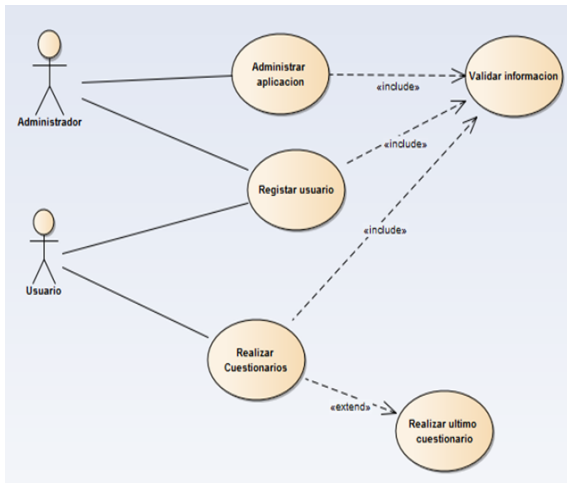 Administrar
aplicacion
Validar informacion
«include»
Administrador
«include»
Registar usuario
«include»
Usuario
Realizar
Cuestionarios
«extend»
Realizar ultimo
cuestionario